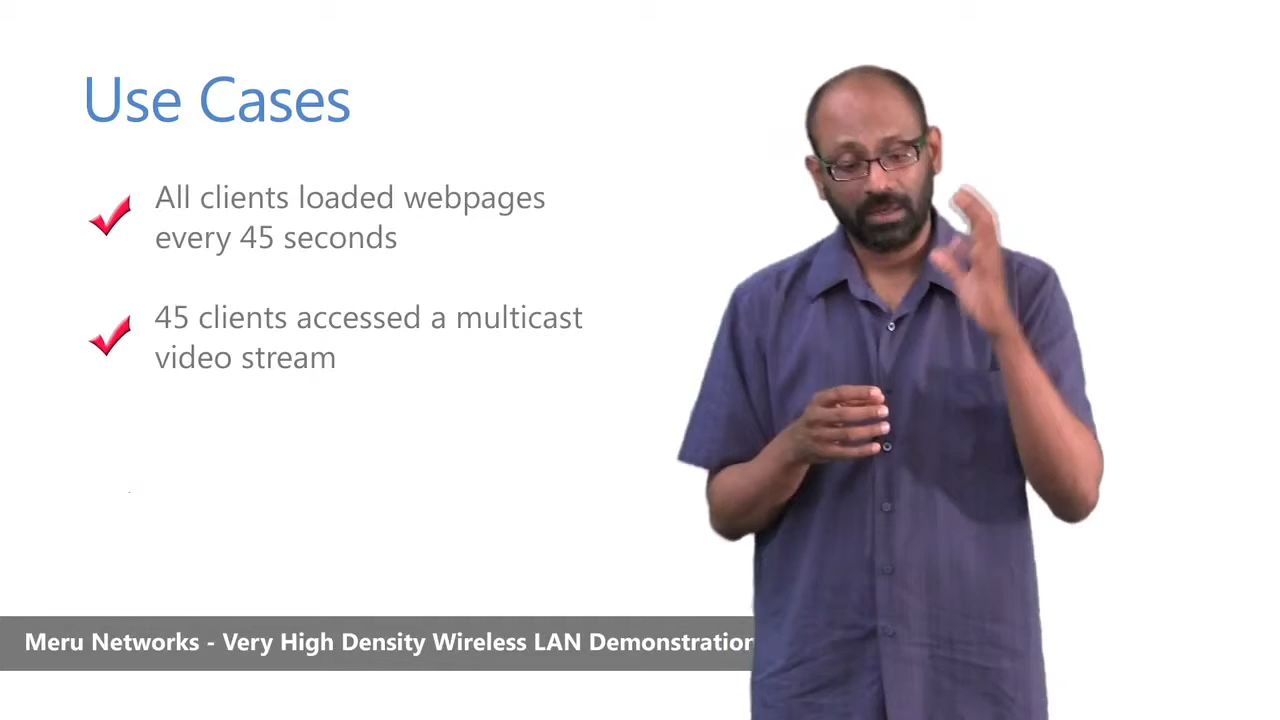 Use Cases
All clients loaded webpages
every 45 seconds
45 clients accessed a multicast
video stream
Meru Networks - Very High Density Wireless LAN Demonstration